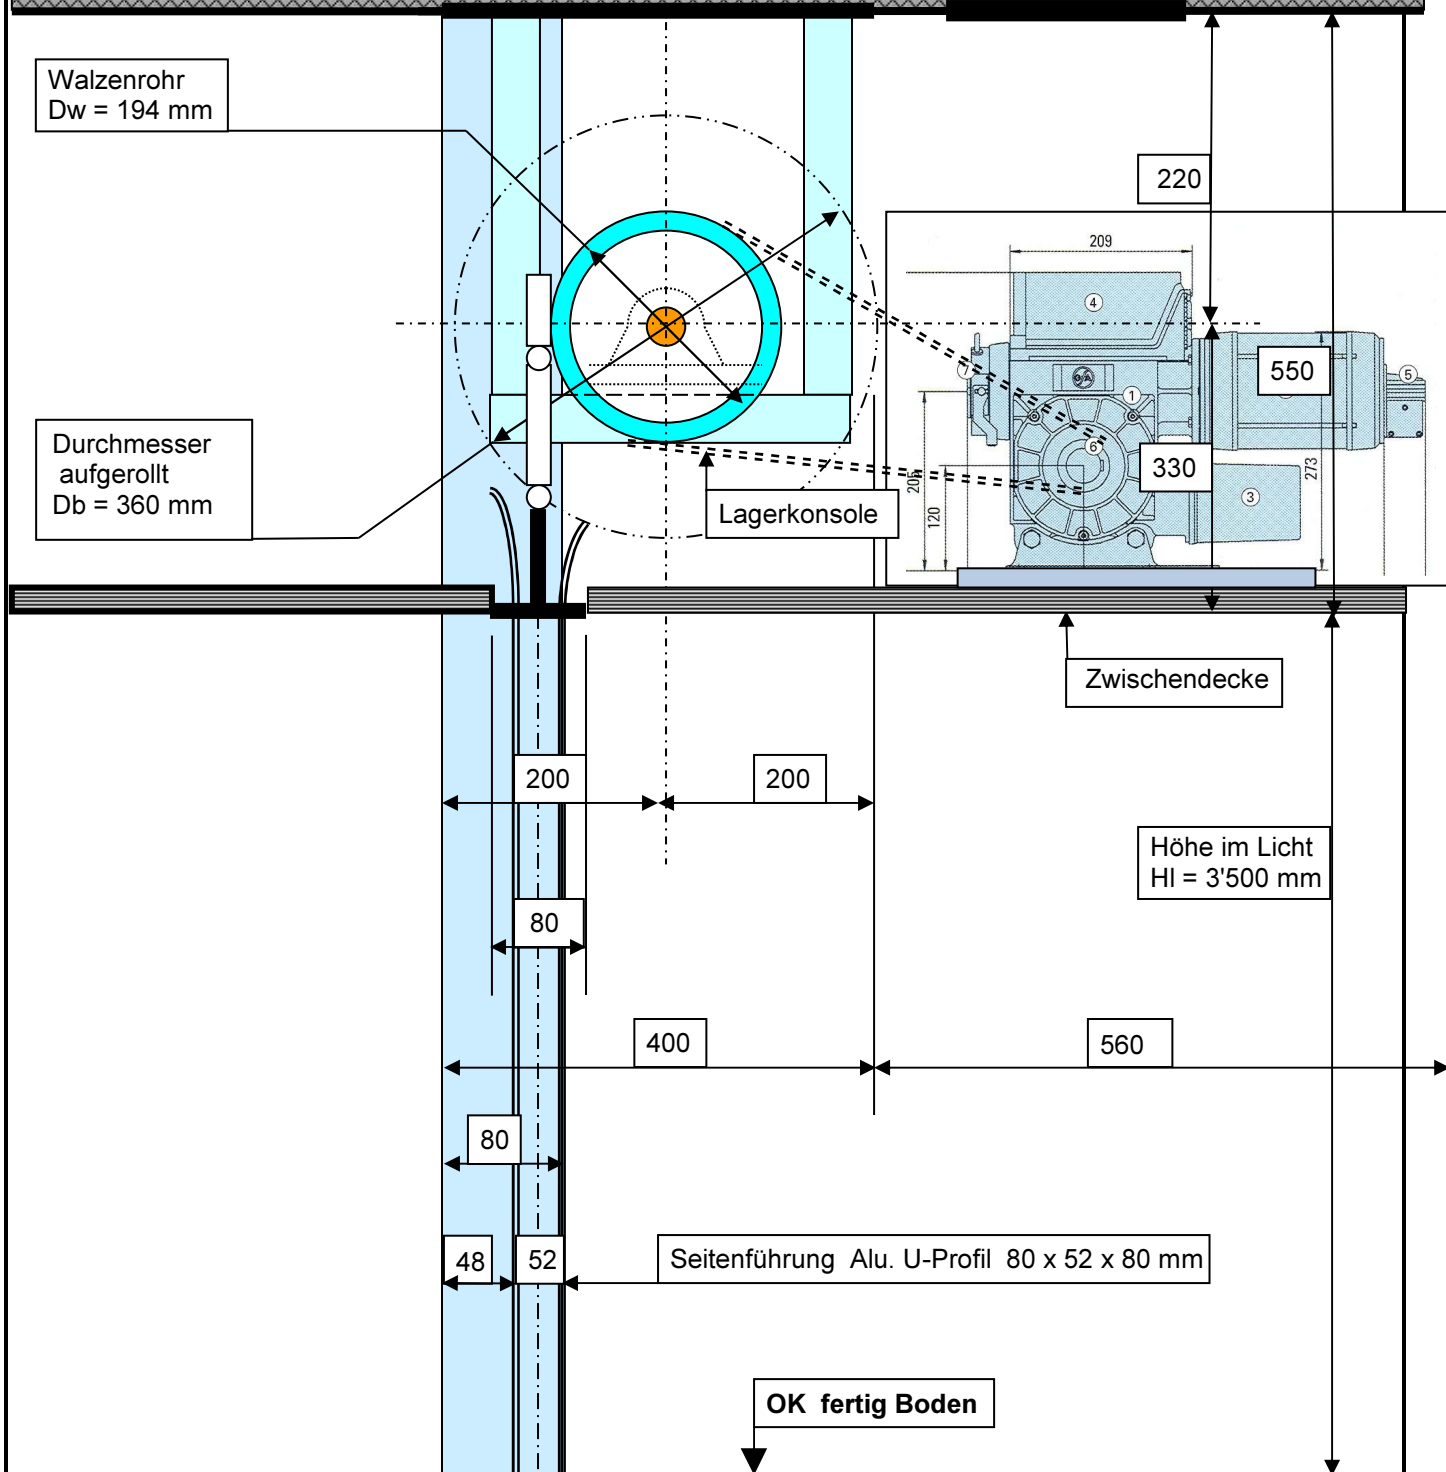 Walzenrohr
Dw = 194 mm
220
209
4
7
550
5
1
Durchmesser
aufgerollt
Db = 360 mm
6
330
273
205
120
3
Lagerkonsole
Zwischendecke
200
200
Höhe im Licht
Hl = 3'500 mm
80
400
560
80
48
52
Seitenführung Alu. U-Profil 80 x 52 x 80 mm
OK fertig Boden